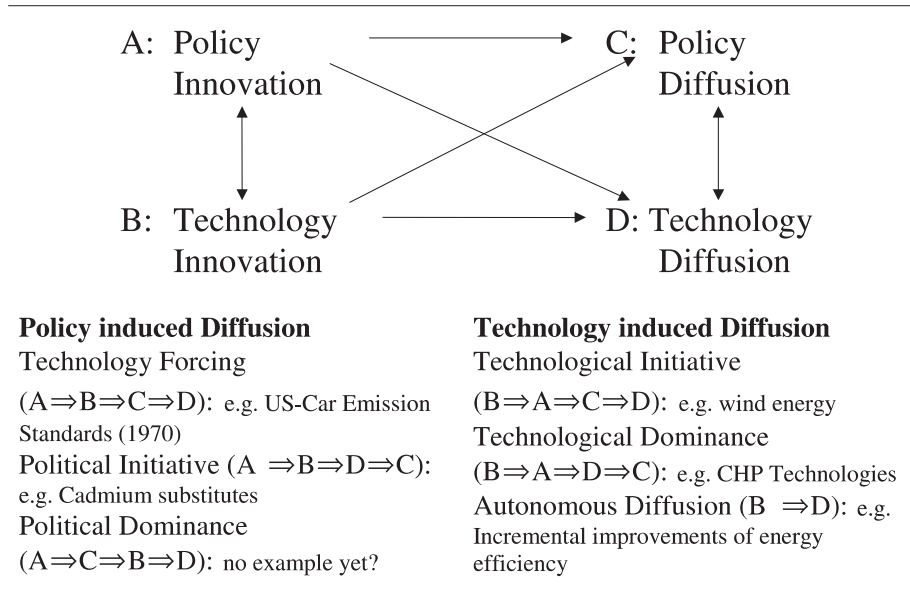 A: Policy
Innovation
C: Policy
Diffusion
B: Technology
Innovation
D: Technology
Diffusion
Policy induced Diffusion
Technology Forcing
(A⇒B⇒C⇒D): e.g. US-Car Emission
Standards (1970)
Political Initiative (A ⇒B⇒D⇒C):
e.g. Cadmium substitutes
Political Dominance
(A⇒C⇒B⇒D): no example yet?
Technology induced Diffusion
Technological Initiative
(B⇒A⇒C⇒D): e.g. wind energy
Technological Dominance
(B⇒A⇒D⇒C): e.g. CHP Technologies
Autonomous Diffusion (B ⇒D): e.g.
Incremental improvements of energy
efficiency